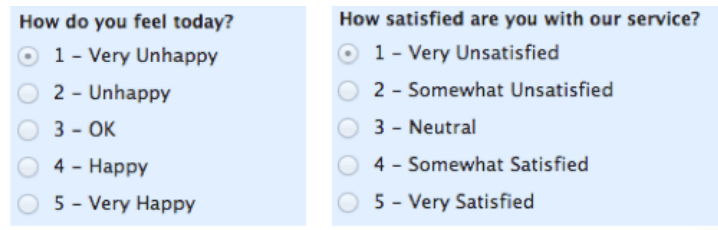 How do you feel today?
1 – Very Unhappy
2 – Unhappy
3 – OK
4 – Happy
5 – Very Happy
How satisfied are you with our service?
1 – Very Unsatisfied
2 – Somewhat Unsatisfied
3 – Neutral
4 – Somewhat Satisfied
5 – Very Satisfied